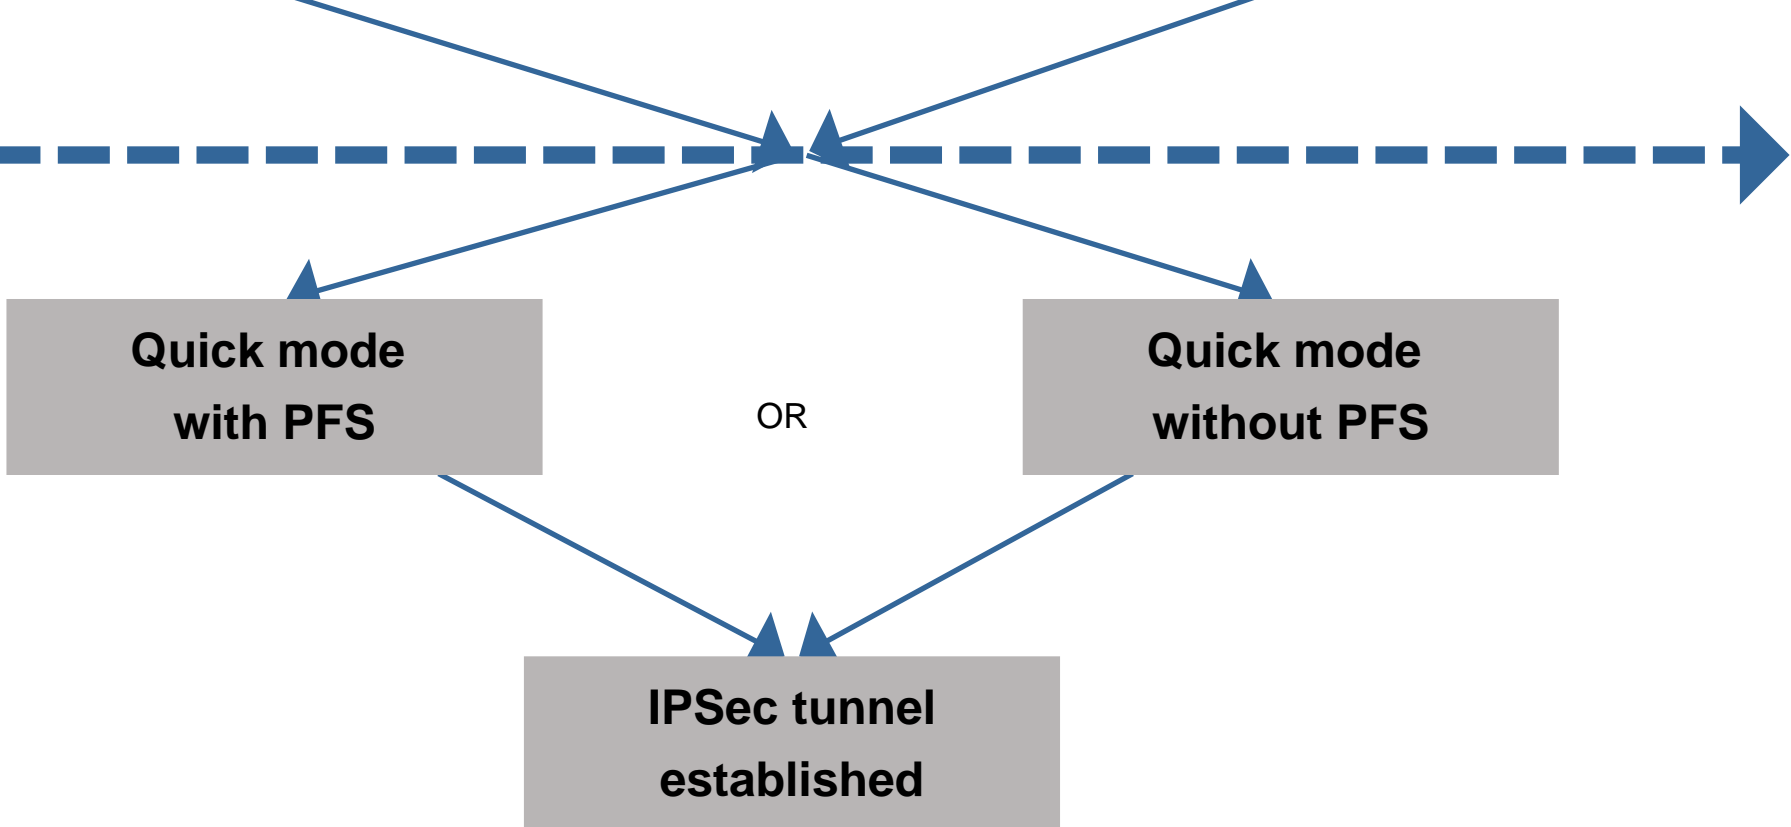 Quick mode
with PFS
OR
Quick mode
without PFS
IPSec tunnel
established